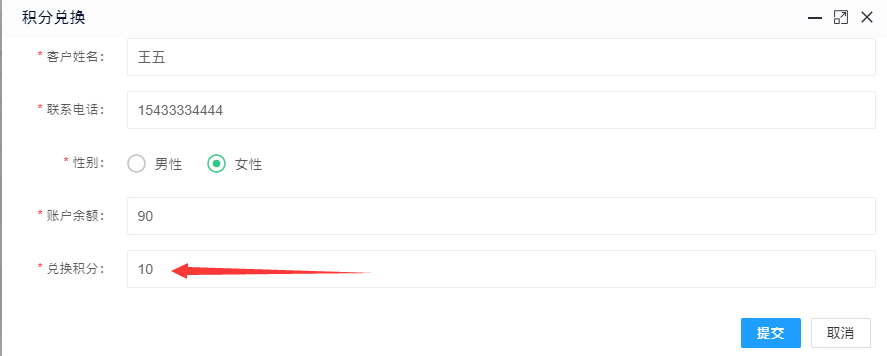 积分兑换
* 客户姓名： 王五
* 联系电话： 15433334444
* 性别： 男性 女性
* 账户余额： 90
* 兑换积分： 10
提交 取消